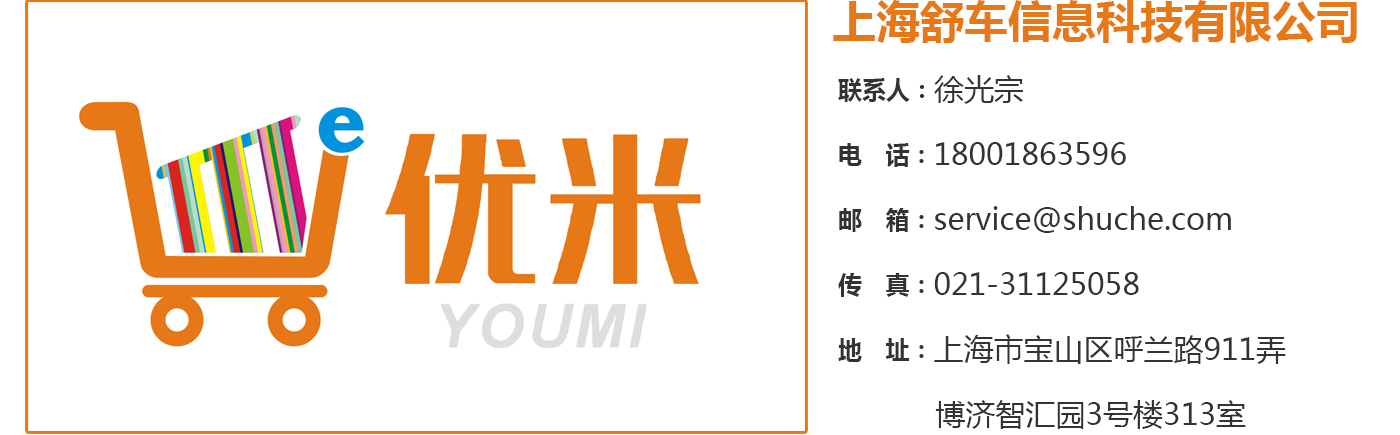 e
优米
YOUMI
上海舒车信息科技有限公司
联系人：徐光宗
电 话：18001863596
邮 箱：service@shuche.com
传 真：021-31125058
地 址：上海市宝山区呼兰路911弄
博济智汇园3号楼313室